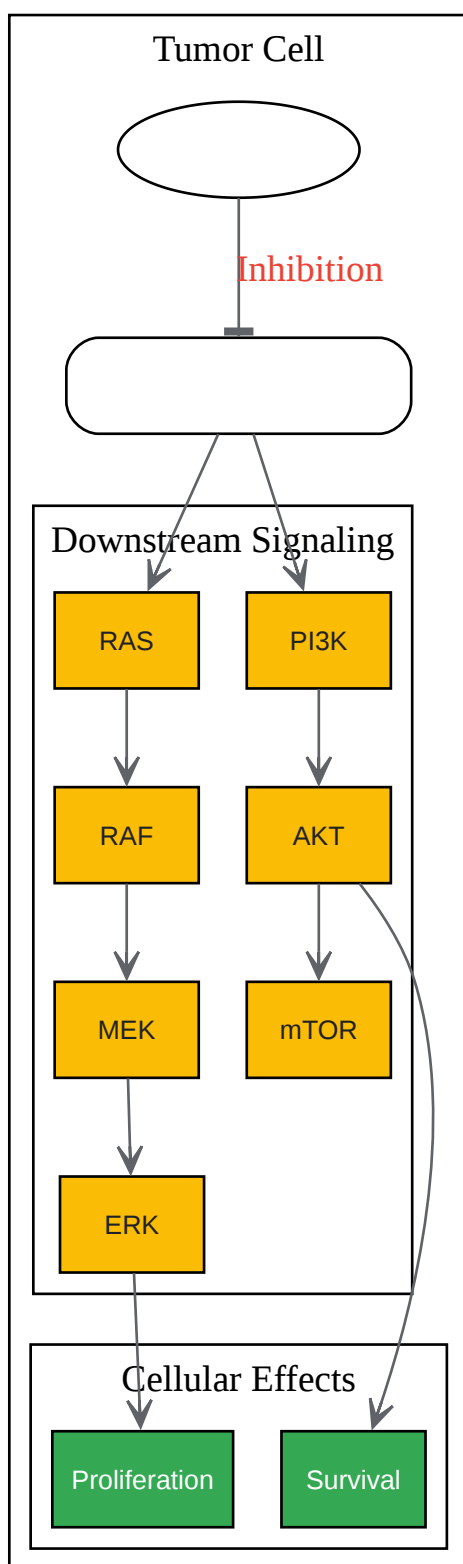 Tumor Cell
Inhibition
Downstream Signaling
RAS
PI3K
RAF
AKT
MEK
mTOR
ERK
Cellular Effects
Proliferation
Survival